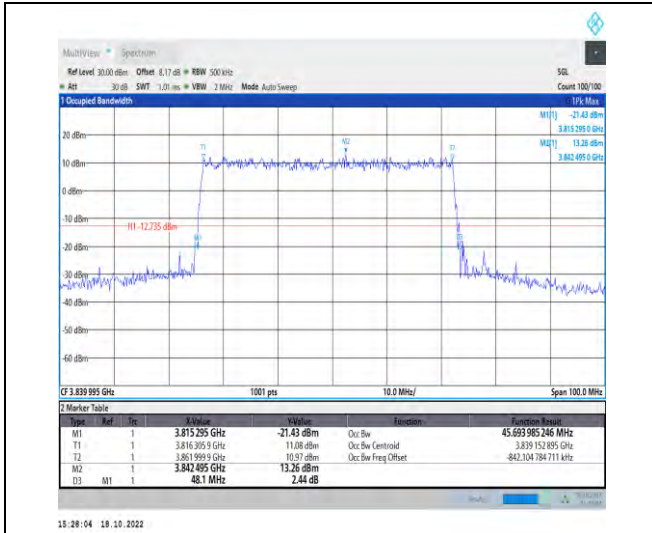 MultiView Spectrum
Ref Level 30.00 dBm Offset 8.17 dB RBW 500 kHz SGL
Att 30 dB SWT 1.01 ms VBW 2 MHz Mode Auto Sweep Count 100/100
1 Occupied Bandwidth 1Pk Max
M1[1] -21.43 dBm
3.815 295 0 GHz
20 dBm M2[1] 13.26 dBm
3.842 495 0 GHz
T1 M2
10 dBm
0 dBm
-10 dBm
H1 -12.735 dBm
-20 dBm
-30 dBm
-40 dBm
-50 dBm
-60 dBm
CF 3.839 995 GHz 1001 pts 10.0 MHz/ Span 100.0 MHz
2 Marker Table
Type Ref Trc X-Value Y-Value Function Function Result
M1 1 3.815 295 GHz -21.43 dBm Occ Bw 45.693 985 246 MHz
T1 1 3.816 305 9 GHz 11.08 dBm Occ Bw Centroid 3.839 152 895 GHz
T2 1 3.861 999 9 GHz 10.97 dBm Occ Bw Freq Offset -842.104 784 711 kHz
M2 1 3.842 495 GHz 13.26 dBm
D3 M1 1 48.1 MHz 2.44 dB
15:28:04 18.10.2022